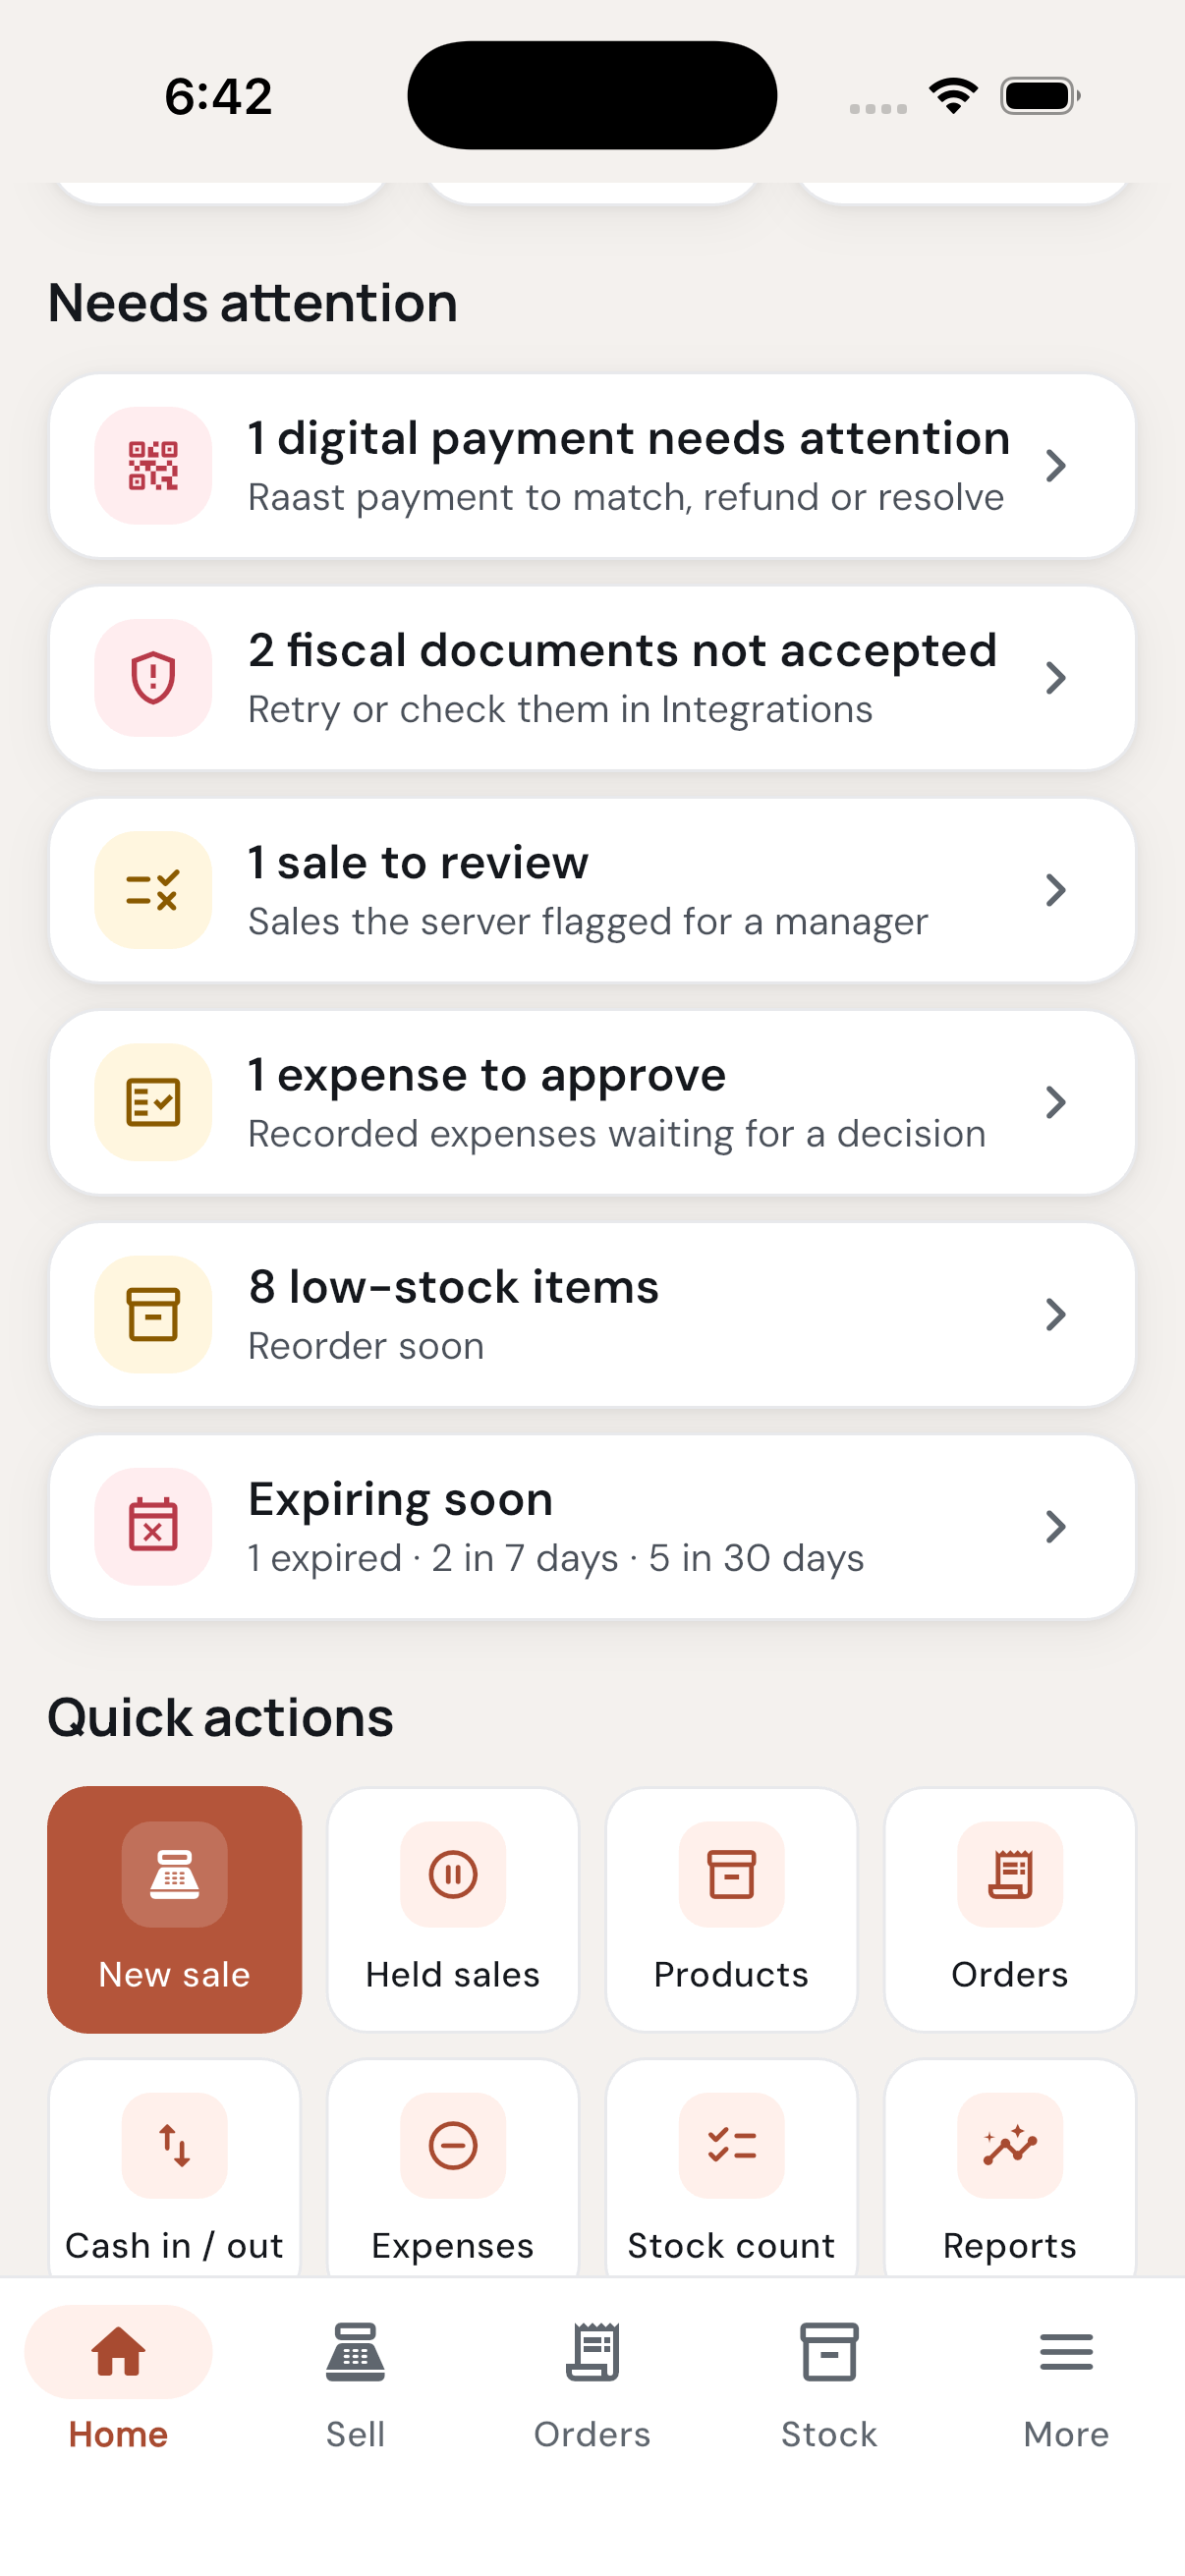 6:42
Needs attention
1 digital payment needs attention
Raast payment to match, refund or resolve
2 fiscal documents not accepted
Retry or check them in Integrations
1 sale to review
Sales the server flagged for a manager
1 expense to approve
Recorded expenses waiting for a decision
8 low-stock items
Reorder soon
Expiring soon
1 expired · 2 in 7 days · 5 in 30 days
Quick actions
New sale
Held sales
Products
Orders
Cash in / out
Expenses
Stock count
Reports
Home
Sell
Orders
Stock
More